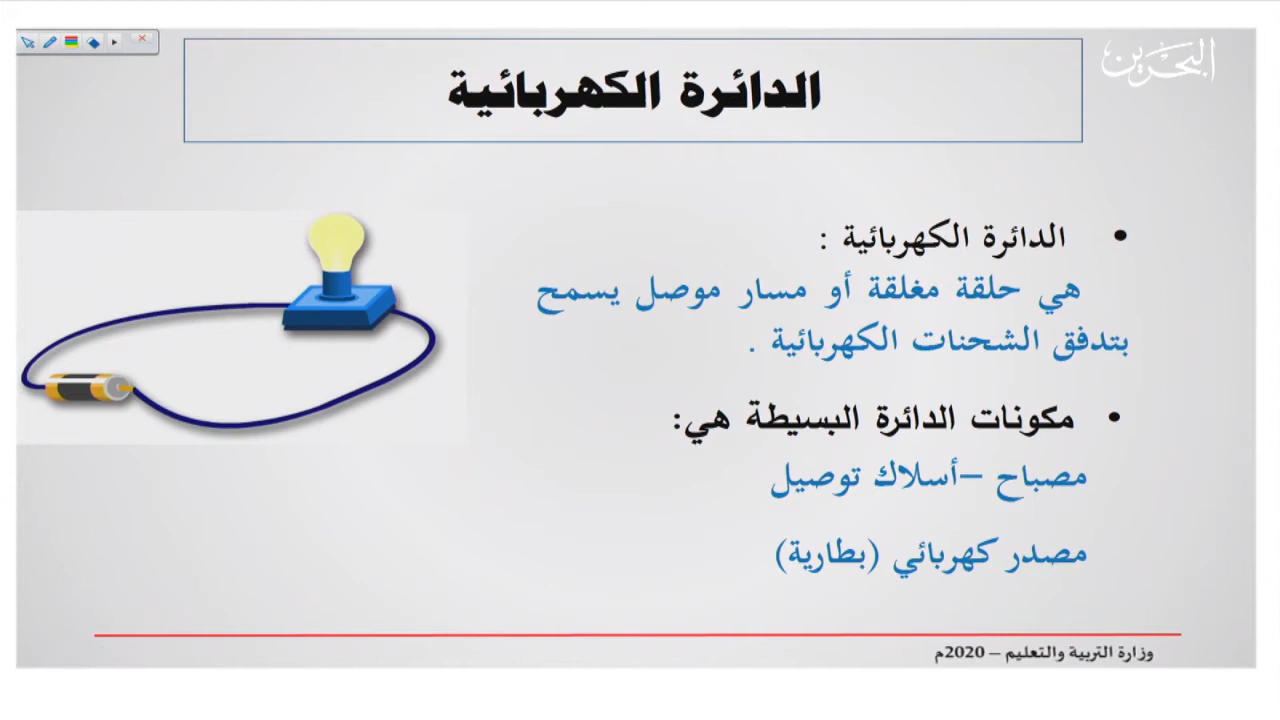 البحرين
الدائرة الكهربائية
• الدائرة الكهربائية :
هي حلقة مغلقة أو مسار موصل يسمح
بتدفق الشحنات الكهربائية .
• مكونات الدائرة البسيطة هي:
مصباح –أسلاك توصيل
مصدر كهربائي (بطارية)
وزارة التربية والتعليم – 2020م